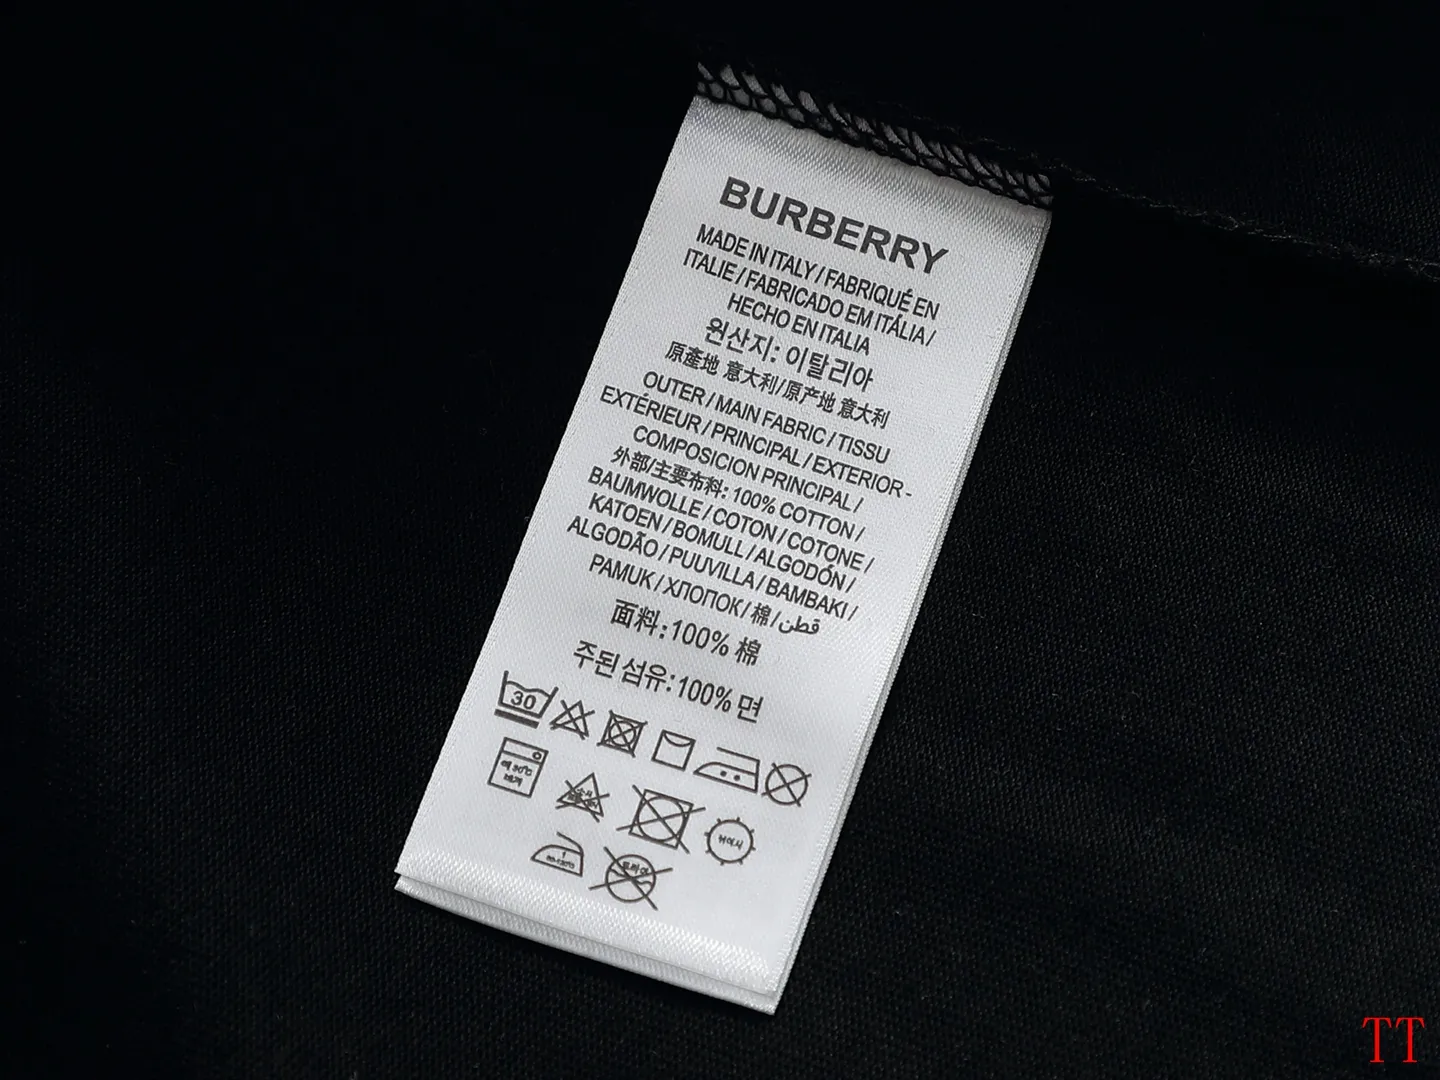 BURBERRY
MADE IN ITALY / FABRIQUÉ EN
ITALIE / FABRICADO EM ITÁLIA /
HECHO EN ITALIA
원산지: 이탈리아
原產地 意大利/原产地 意大利
OUTER / MAIN FABRIC / TISSU
EXTÉRIEUR / PRINCIPAL / EXTERIOR -
COMPOSICION PRINCIPAL /
外部/主要布料: 100% COTTON /
BAUMWOLLE / COTON / COTONE /
KATOEN / BOMULL / ALGODÓN /
ALGODÃO / PUUVILLA / BAMBAKI /
PAMUK / ХЛОПОК / 棉 / قطن
面料: 100% 棉
주된 섬유: 100% 면
30
TT